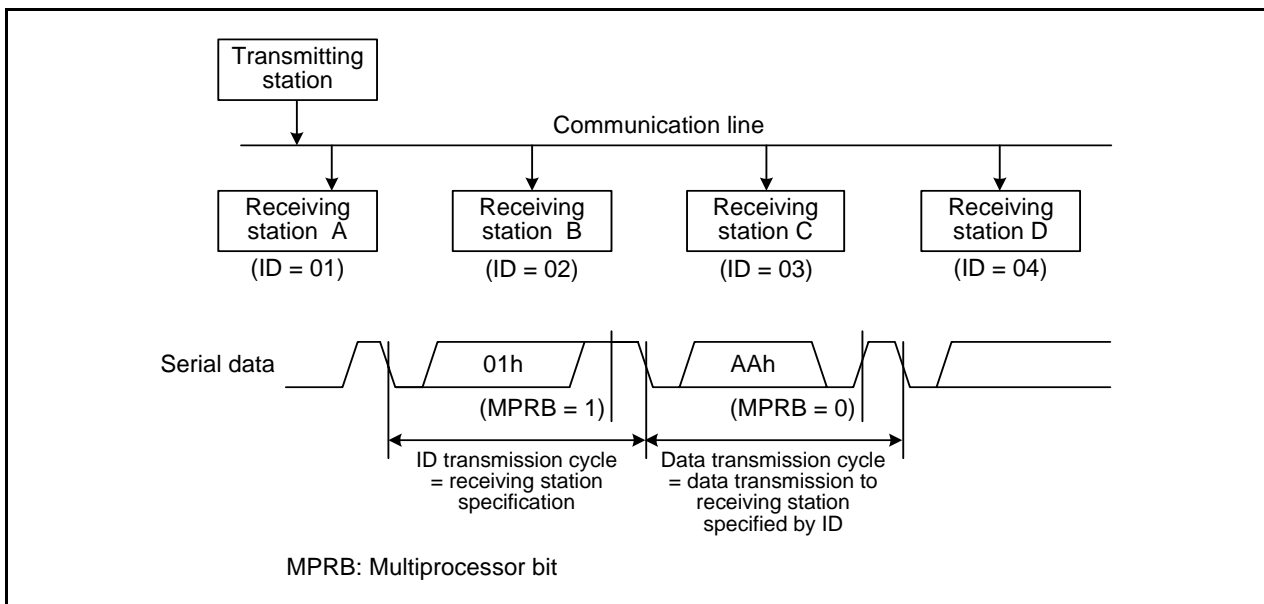 Transmitting
station
Communication line
Receiving
station A
(ID = 01)
Receiving
station B
(ID = 02)
Receiving
station C
(ID = 03)
Receiving
station D
(ID = 04)
Serial data
01h
AAh
(MPRB = 1)
(MPRB = 0)
ID transmission cycle
= receiving station
specification
Data transmission cycle
= data transmission to
receiving station
specified by ID
MPRB: Multiprocessor bit